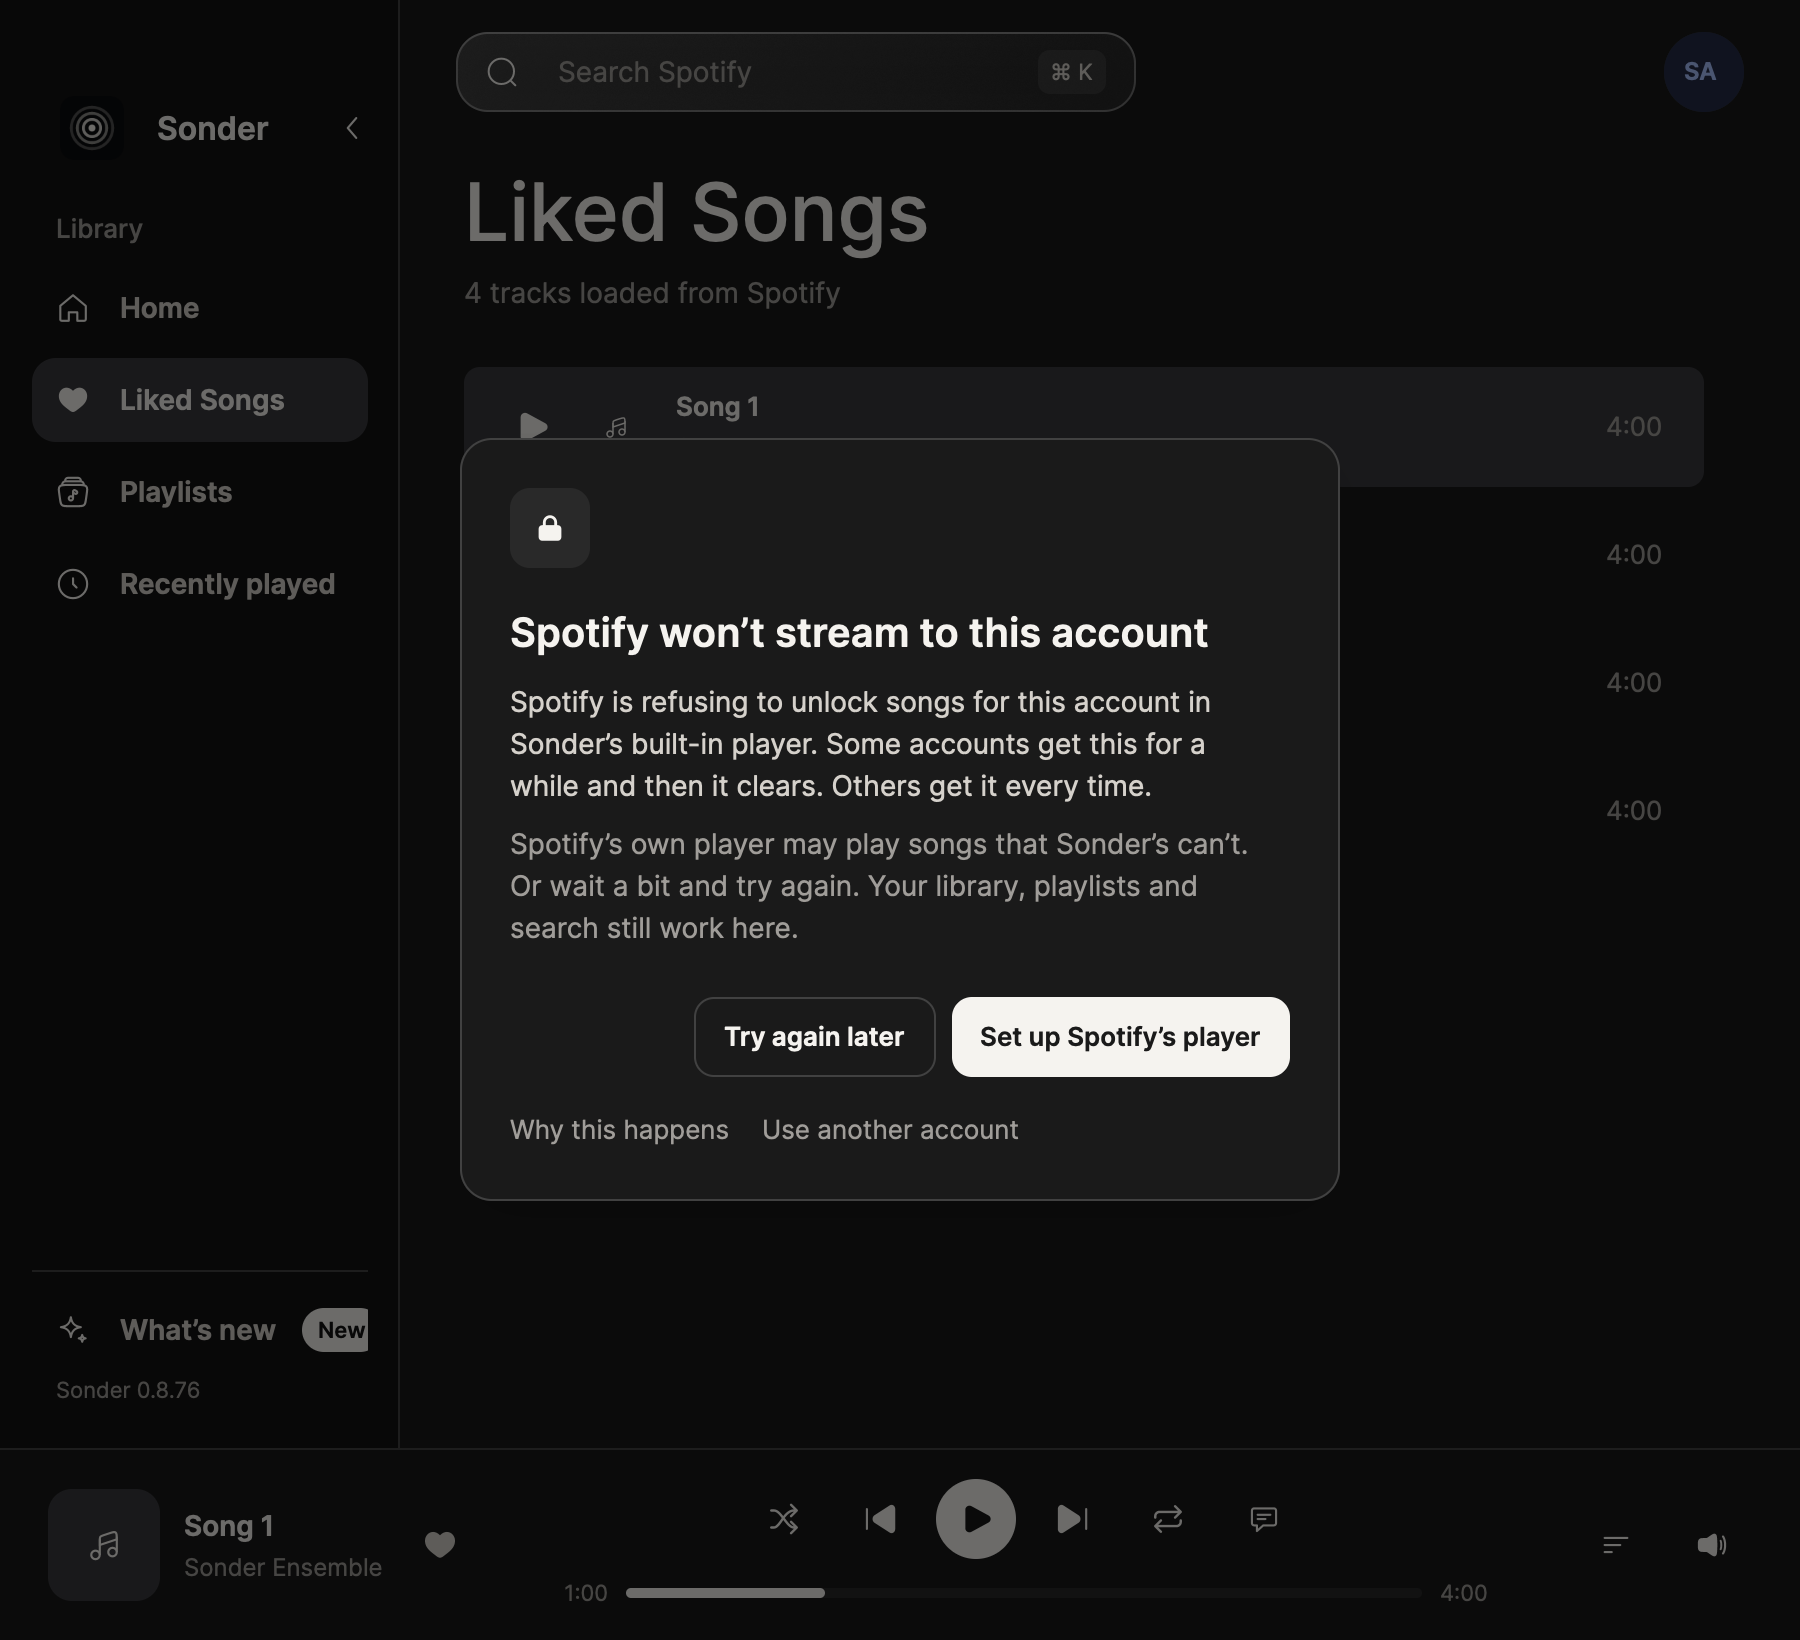 Search Spotify
⌘ K
SA
Sonder
Library
Home
Liked Songs
Playlists
Recently played
Liked Songs
4 tracks loaded from Spotify
Song 1
4:00
4:00
4:00
4:00
Spotify won’t stream to this account
Spotify is refusing to unlock songs for this account in
Sonder’s built-in player. Some accounts get this for a
while and then it clears. Others get it every time.
Spotify’s own player may play songs that Sonder’s can’t.
Or wait a bit and try again. Your library, playlists and
search still work here.
Try again later
Set up Spotify’s player
Why this happens
Use another account
What’s new
New
Sonder 0.8.76
Song 1
Sonder Ensemble
1:00
4:00